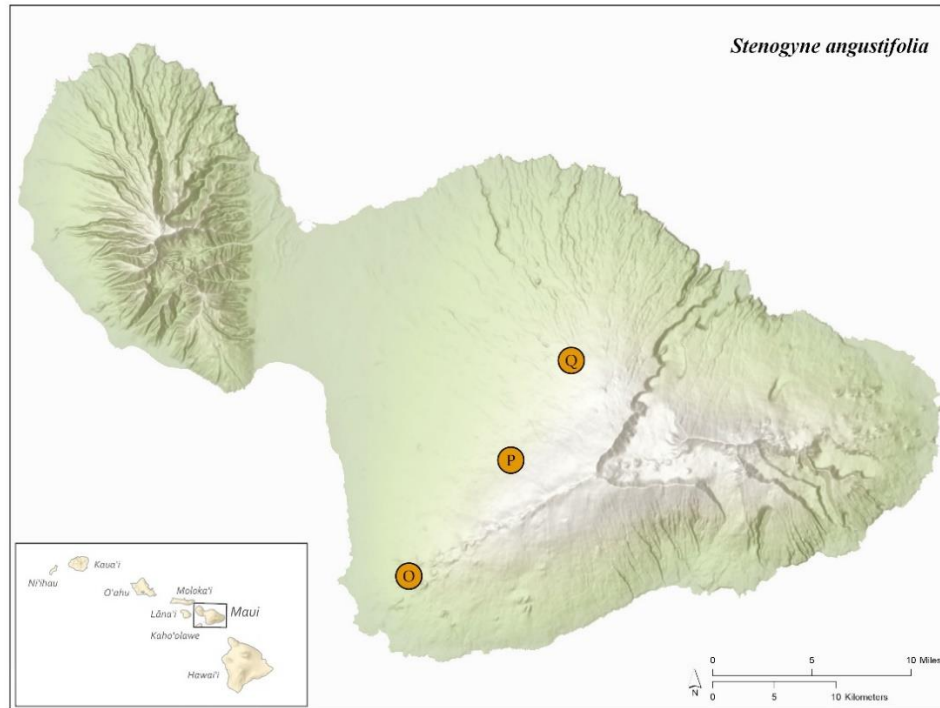 Stenogyne angustifolia
Q
P
O
Ni'ihau
Kaua'i
O'ahu
Moloka'i
Lāna'i
Maui
Kaho'olawe
Hawai'i
N
0 5 10 Miles
0 5 10 Kilometers